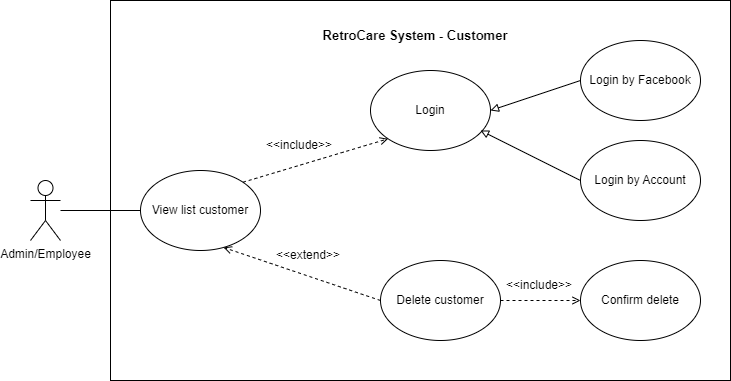 RetroCare System - Customer
Login by Facebook
Login
<<include>>
Login by Account
View list customer
Admin/Employee
<<extend>>
<<include>>
Delete customer
Confirm delete